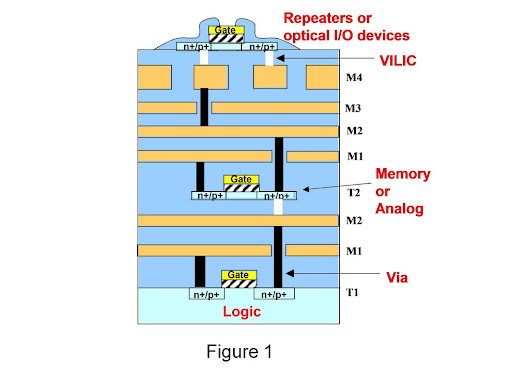 Repeaters or
optical I/O devices
Gate
n+/p+ n+/p+
VILIC
M4
M3
M2
M1
Gate
Memory
or
Analog
n+/p+ n+/p+
T2
M2
M1
Gate
Via
n+/p+ n+/p+
T1
Logic
Figure 1